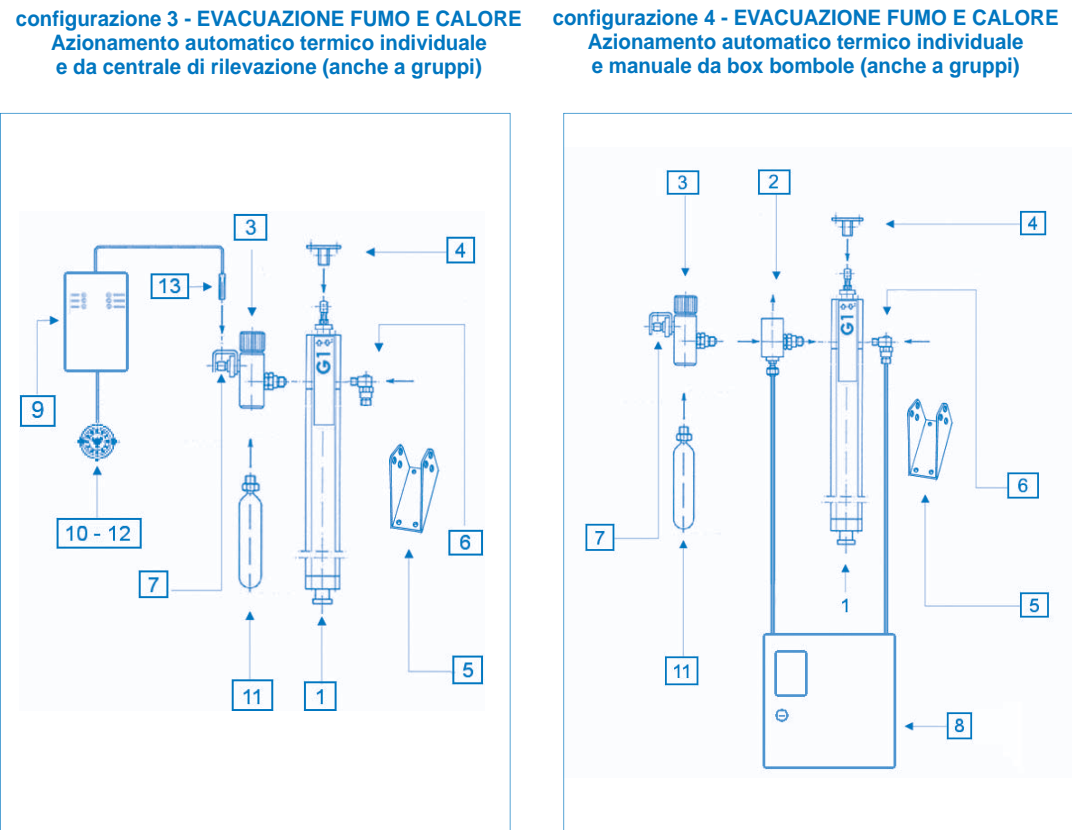 configurazione 3 - EVACUAZIONE FUMO E CALORE
Azionamento automatico termico individuale
e da centrale di rilevazione (anche a gruppi)
3
4
13
9
G1
6
10 - 12
7
6
5
11
1
configurazione 4 - EVACUAZIONE FUMO E CALORE
Azionamento automatico termico individuale
e manuale da box bombole (anche a gruppi)
3
2
4
G1
6
7
1
5
11
8